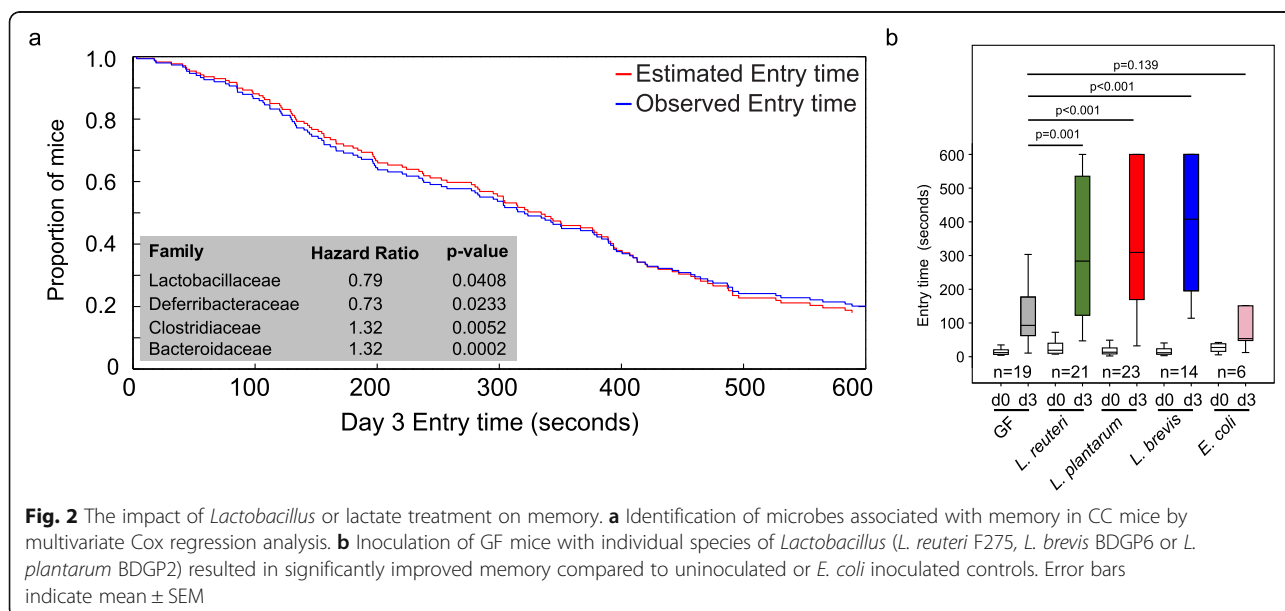 a
1.0
0.8
0.6
0.4
0.2
0
Proportion of mice
Estimated Entry time
Observed Entry time
Family Hazard Ratio p-value
Lactobacillaceae 0.79 0.0408
Deferribacteraceae 0.73 0.0233
Clostridiaceae 1.32 0.0052
Bacteroidaceae 1.32 0.0002
0 100 200 300 400 500 600
Day 3 Entry time (seconds)
b
p=0.139
p<0.001
p<0.001
p=0.001
600
500
400
300
200
100
0
Entry time (seconds)
n=19 n=21 n=23 n=14 n=6
d0 d3 d0 d3 d0 d3 d0 d3 d0 d3
GF L. reuteri L. plantarum L. brevis E. coli
Fig. 2 The impact of Lactobacillus or lactate treatment on memory. a Identification of microbes associated with memory in CC mice by
multivariate Cox regression analysis. b Inoculation of GF mice with individual species of Lactobacillus (L. reuteri F275, L. brevis BDGP6 or L.
plantarum BDGP2) resulted in significantly improved memory compared to uninoculated or E. coli inoculated controls. Error bars
indicate mean ± SEM